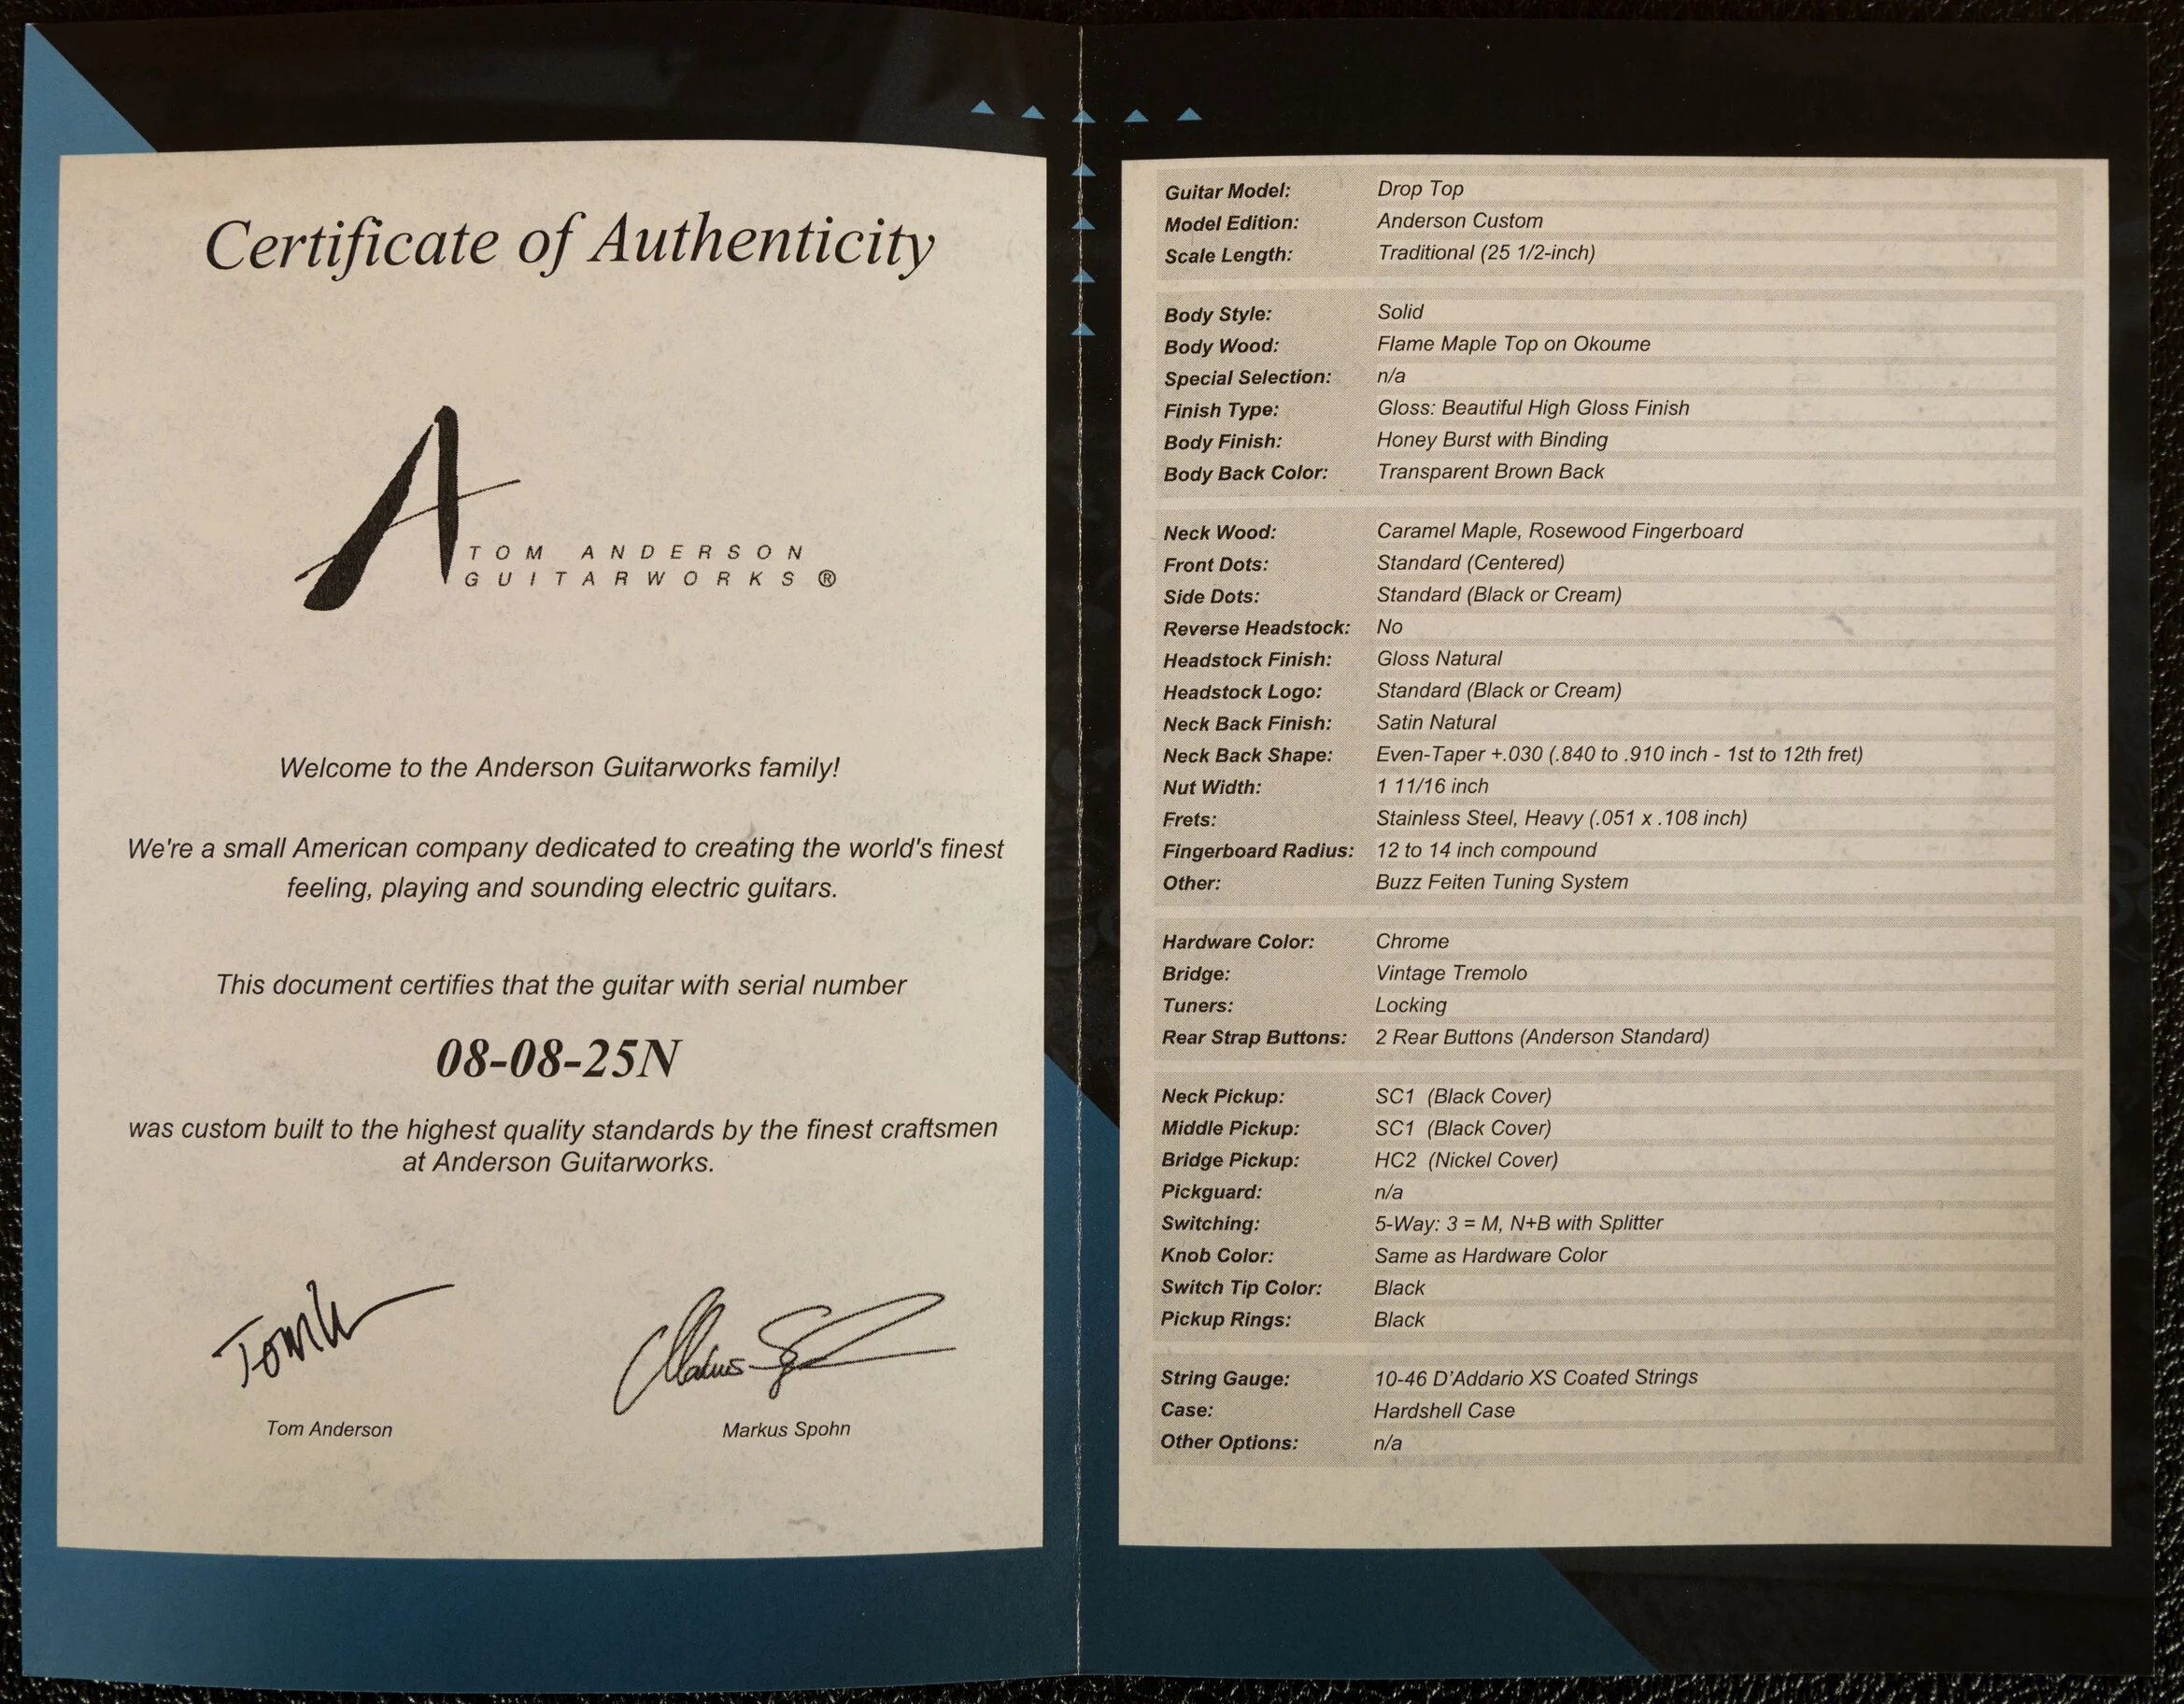 Certificate of Authenticity
TOM ANDERSON
GUITARWORKS ®
Welcome to the Anderson Guitarworks family!
We're a small American company dedicated to creating the world's finest
feeling, playing and sounding electric guitars.
This document certifies that the guitar with serial number
08-08-25N
was custom built to the highest quality standards by the finest craftsmen
at Anderson Guitarworks.
Tom Anderson
Markus Spohn
Guitar Model: Drop Top
Model Edition: Anderson Custom
Scale Length: Traditional (25 1/2-inch)
Body Style: Solid
Body Wood: Flame Maple Top on Okoume
Special Selection: n/a
Finish Type: Gloss: Beautiful High Gloss Finish
Body Finish: Honey Burst with Binding
Body Back Color: Transparent Brown Back
Neck Wood: Caramel Maple, Rosewood Fingerboard
Front Dots: Standard (Centered)
Side Dots: Standard (Black or Cream)
Reverse Headstock: No
Headstock Finish: Gloss Natural
Headstock Logo: Standard (Black or Cream)
Neck Back Finish: Satin Natural
Neck Back Shape: Even-Taper +.030 (.840 to .910 inch - 1st to 12th fret)
Nut Width: 1 11/16 inch
Frets: Stainless Steel, Heavy (.051 x .108 inch)
Fingerboard Radius: 12 to 14 inch compound
Other: Buzz Feiten Tuning System
Hardware Color: Chrome
Bridge: Vintage Tremolo
Tuners: Locking
Rear Strap Buttons: 2 Rear Buttons (Anderson Standard)
Neck Pickup: SC1 (Black Cover)
Middle Pickup: SC1 (Black Cover)
Bridge Pickup: HC2 (Nickel Cover)
Pickguard: n/a
Switching: 5-Way: 3 = M, N+B with Splitter
Knob Color: Same as Hardware Color
Switch Tip Color: Black
Pickup Rings: Black
String Gauge: 10-46 D'Addario XS Coated Strings
Case: Hardshell Case
Other Options: n/a